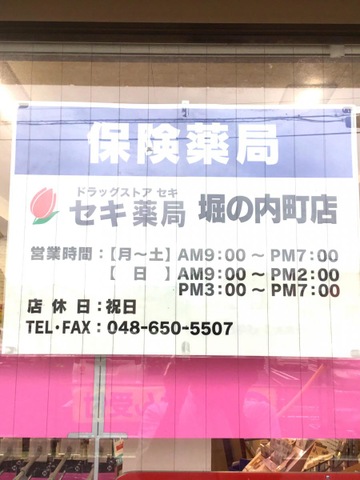 保険薬局
ドラッグストア セキ
セキ薬局 堀の内町店
営業時間:【月~土】AM9:00 ~ PM7:00
【 日 】AM9:00 ~ PM2:00
PM3:00 ~ PM7:00
店 休 日:祝日
TEL・FAX:048-650-5507